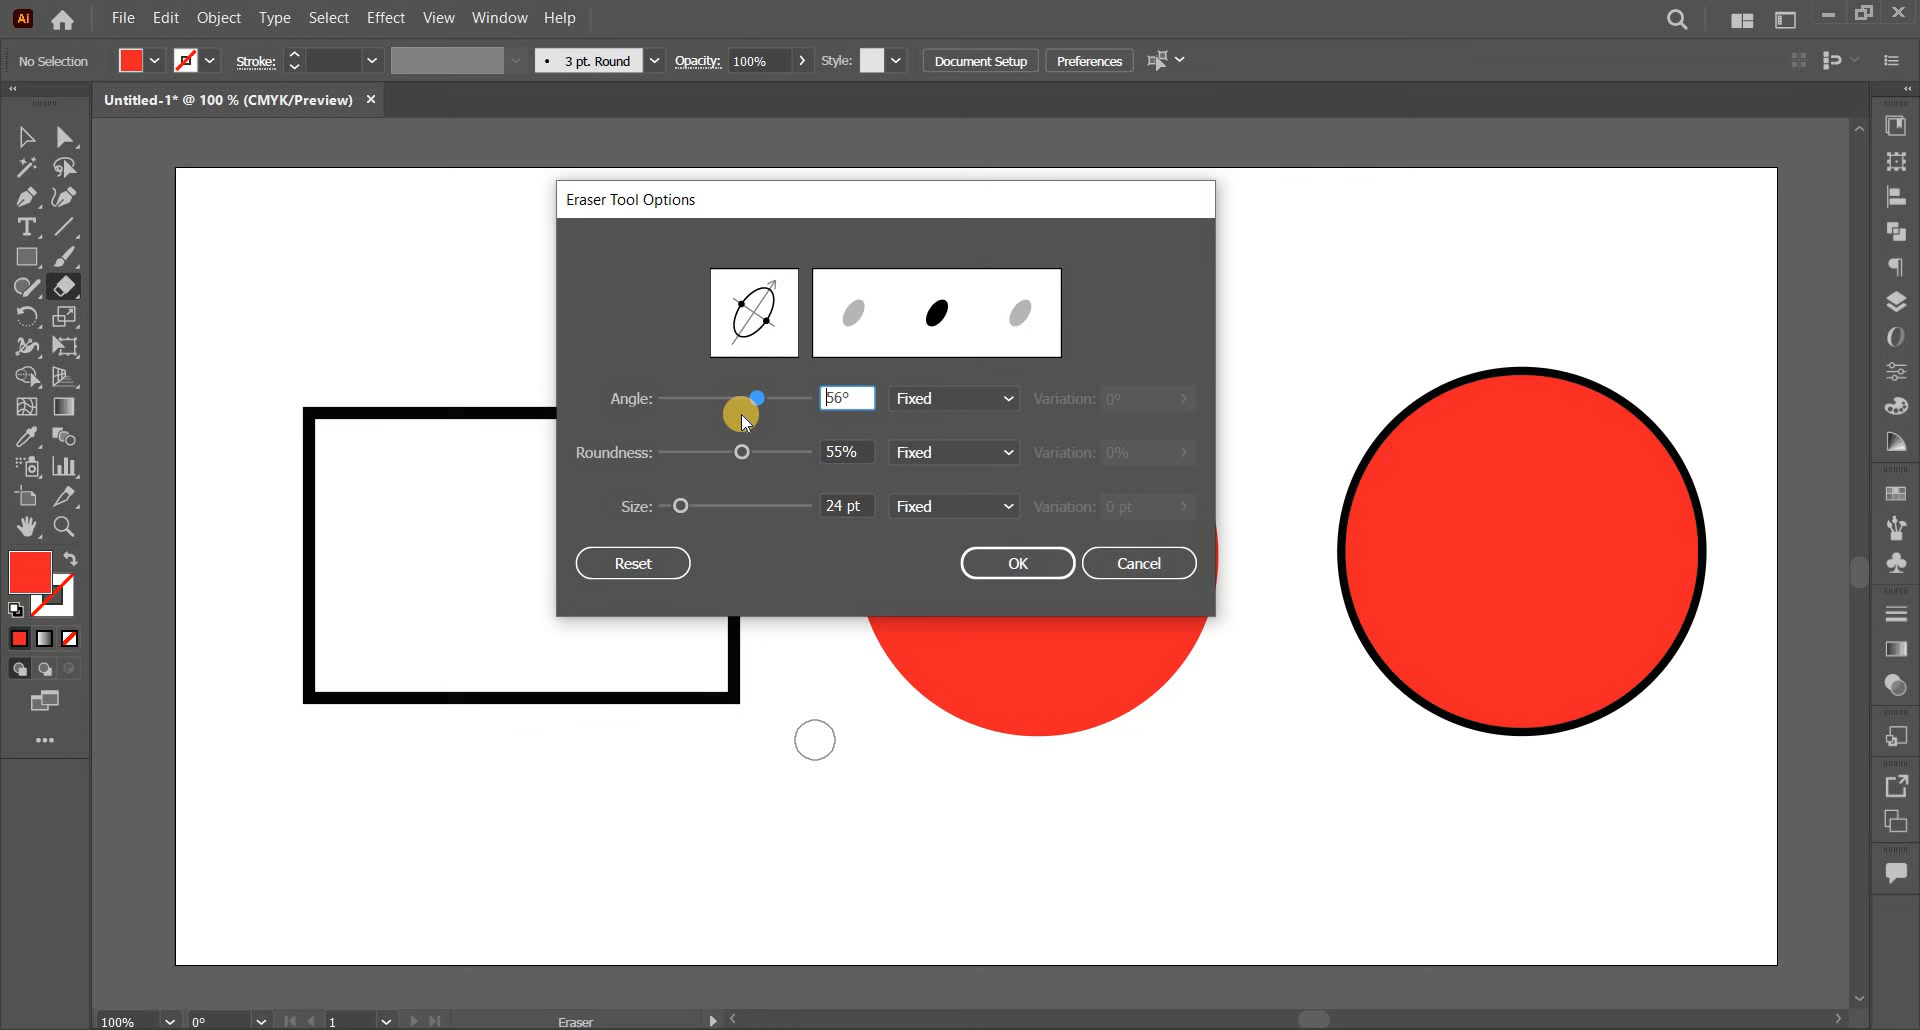 Ai File Edit Object Type Select Effect View Window Help
No Selection Stroke: 3 pt. Round Opacity: 100% Style: Document Setup Preferences
Untitled-1* @ 100 % (CMYK/Preview)
Eraser Tool Options
Angle: 56° Fixed Variation: 0°
Roundness: 55% Fixed Variation: 0%
Size: 24 pt Fixed Variation: 0 pt
Reset OK Cancel
100% 0° 1 Eraser